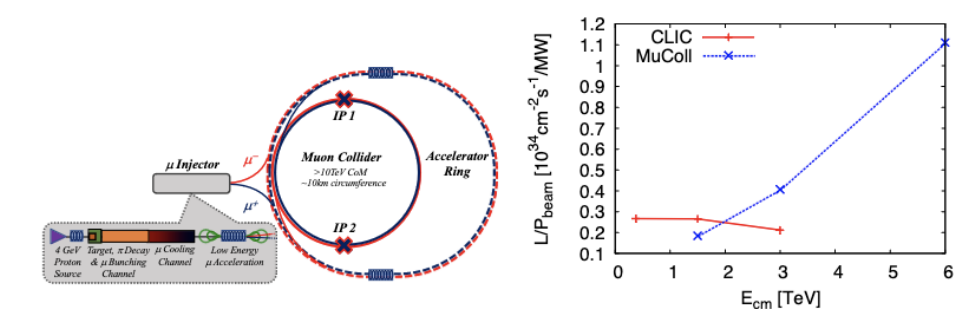 IP 1
μ Injector
μ⁻
μ⁺
Muon Collider
>10TeV CoM
~10km circumference
Accelerator
Ring
IP 2
4 GeV
Proton
Source
Target, π Decay
& μ Bunching
Channel
μ Cooling
Channel
Low Energy
μ Acceleration
CLIC
MuColl
L/P_beam [10³⁴cm⁻²s⁻¹/MW]
1.2
1.1
1
0.9
0.8
0.7
0.6
0.5
0.4
0.3
0.2
0.1
0 1 2 3 4 5 6
E_cm [TeV]